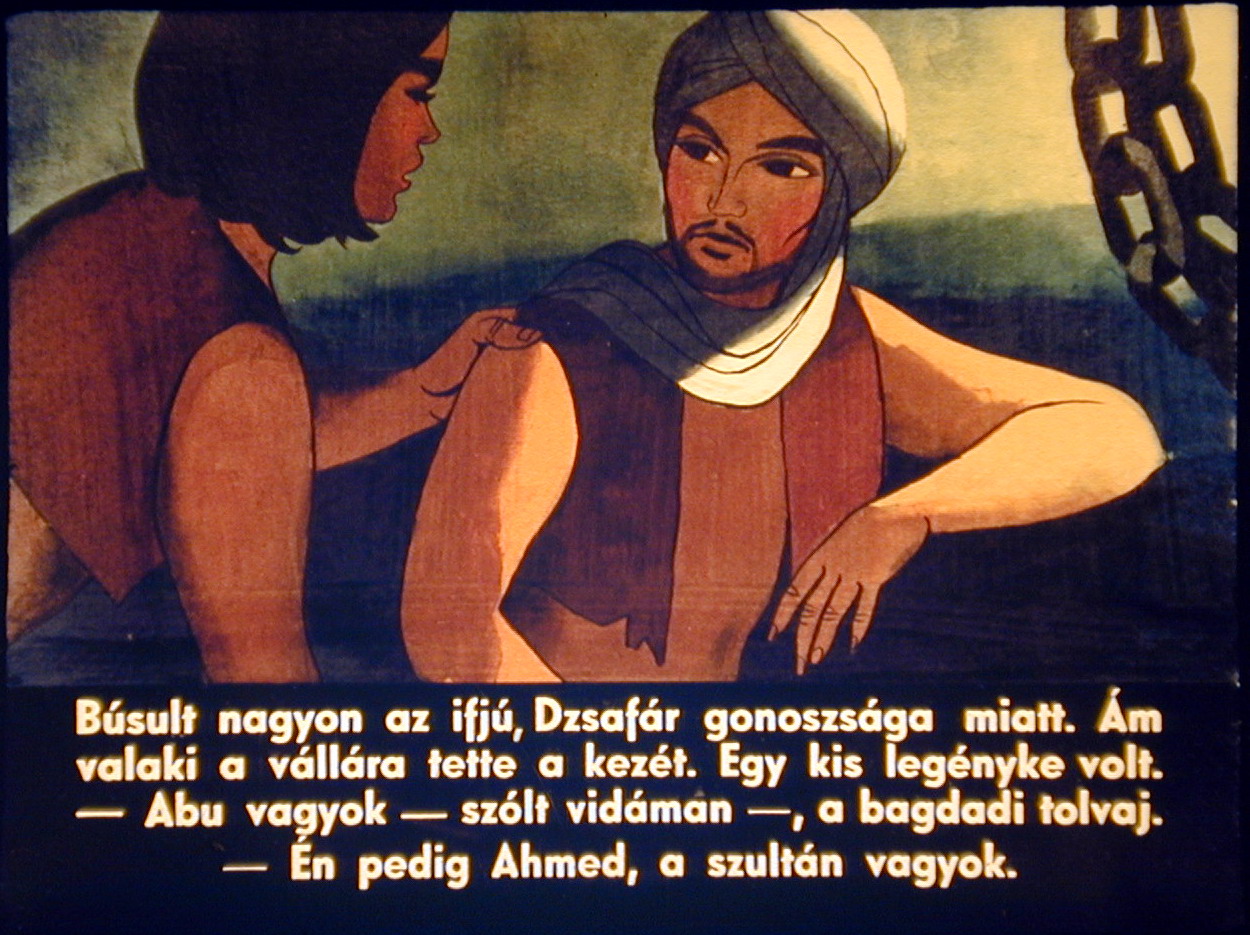 Búsult nagyon az ifjú, Dzsafár gonoszsága miatt. Ám
valaki a vállára tette a kezét. Egy kis legényke volt.
— Abu vagyok — szólt vidáman —, a bagdadi tolvaj.
— Én pedig Ahmed, a szultán vagyok.